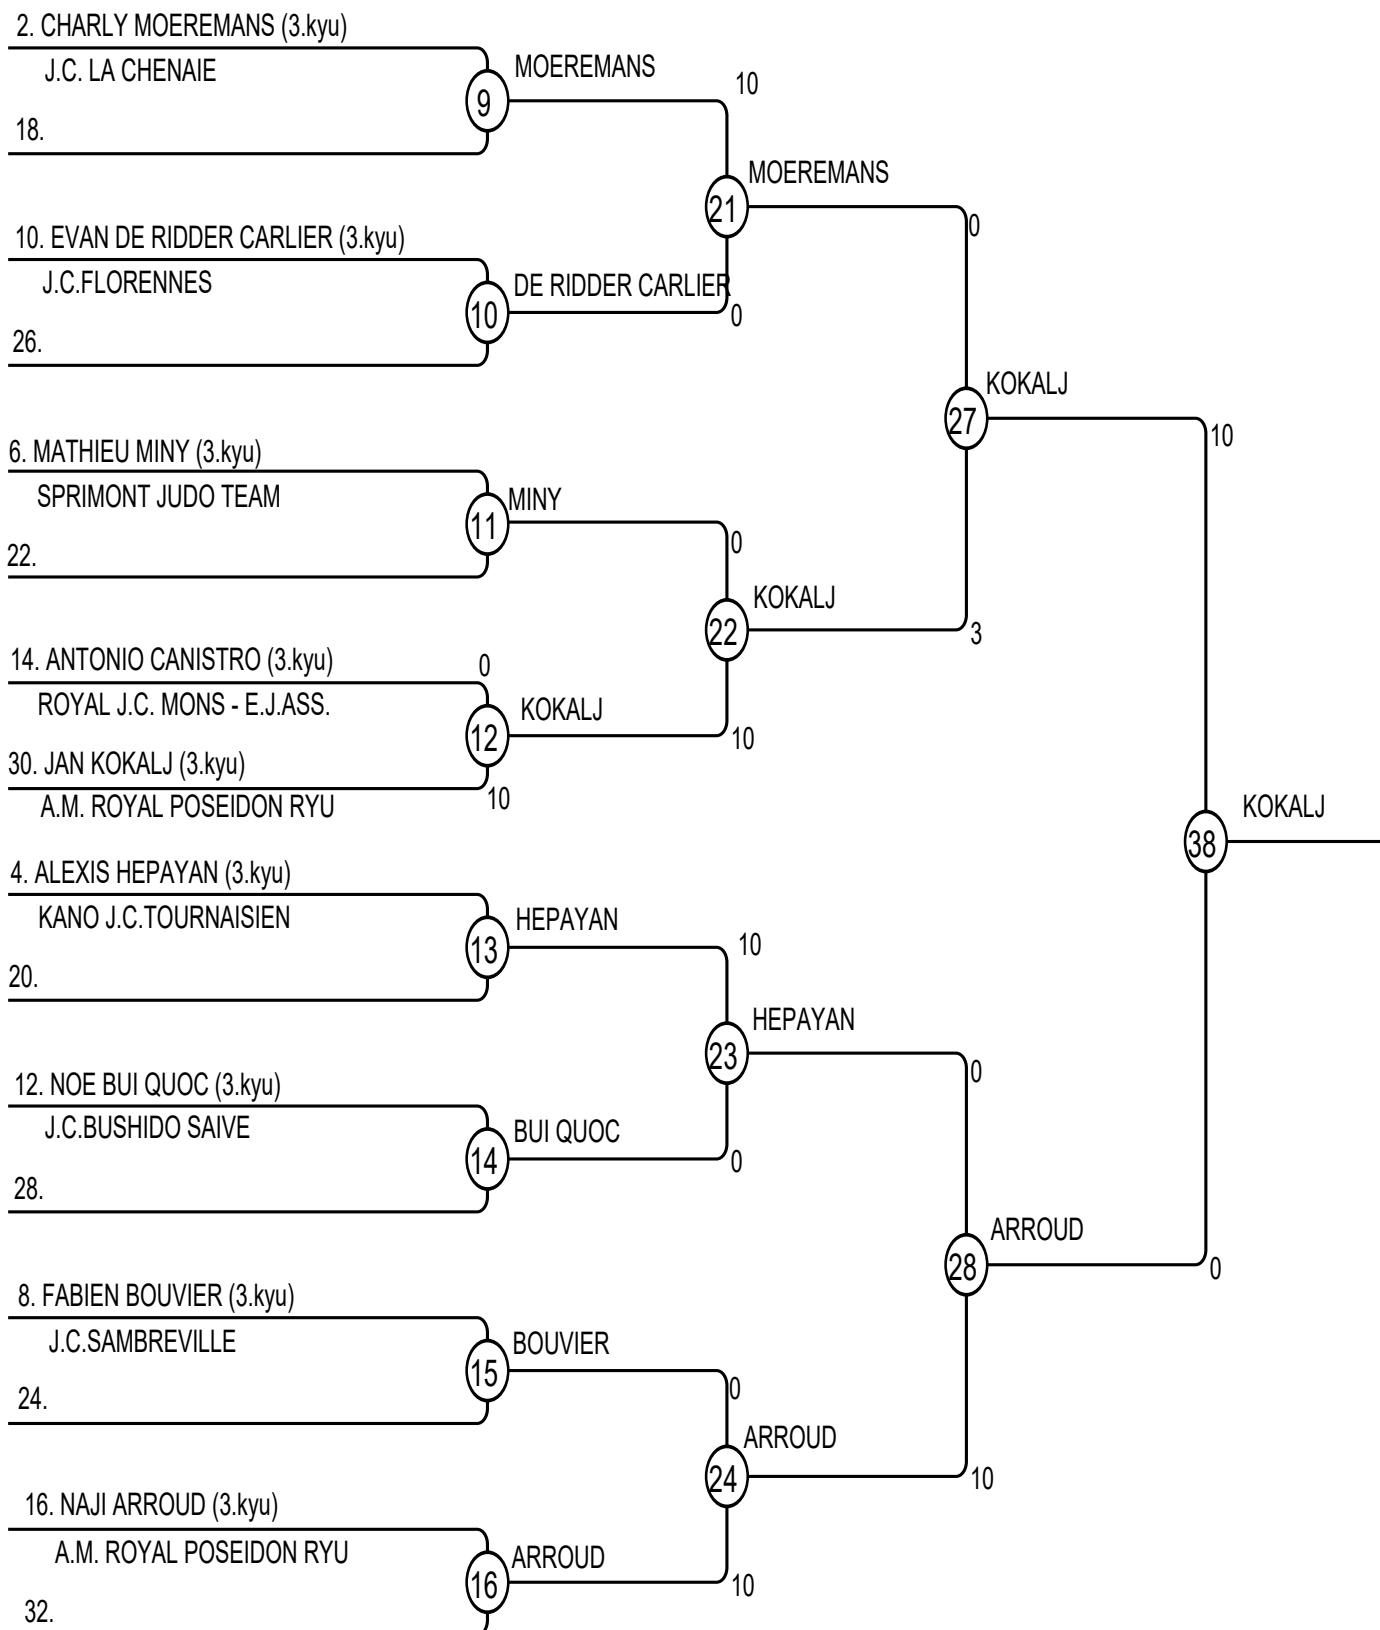 2. CHARLY MOEREMANS (3.kyu)
J.C. LA CHENAIE
9
MOEREMANS
10
18.
21
MOEREMANS
0
10. EVAN DE RIDDER CARLIER (3.kyu)
J.C.FLORENNES
10
DE RIDDER CARLIER
0
26.
27
KOKALJ
10
6. MATHIEU MINY (3.kyu)
SPRIMONT JUDO TEAM
11
MINY
0
22.
22
KOKALJ
3
14. ANTONIO CANISTRO (3.kyu)
0
ROYAL J.C. MONS - E.J.ASS.
12
KOKALJ
10
30. JAN KOKALJ (3.kyu)
10
A.M. ROYAL POSEIDON RYU
38
KOKALJ
4. ALEXIS HEPAYAN (3.kyu)
KANO J.C.TOURNAISIEN
13
HEPAYAN
10
20.
23
HEPAYAN
0
12. NOE BUI QUOC (3.kyu)
J.C.BUSHIDO SAIVE
14
BUI QUOC
0
28.
28
ARROUD
0
8. FABIEN BOUVIER (3.kyu)
J.C.SAMBREVILLE
15
BOUVIER
0
24.
24
ARROUD
10
16. NAJI ARROUD (3.kyu)
A.M. ROYAL POSEIDON RYU
16
ARROUD
10
32.